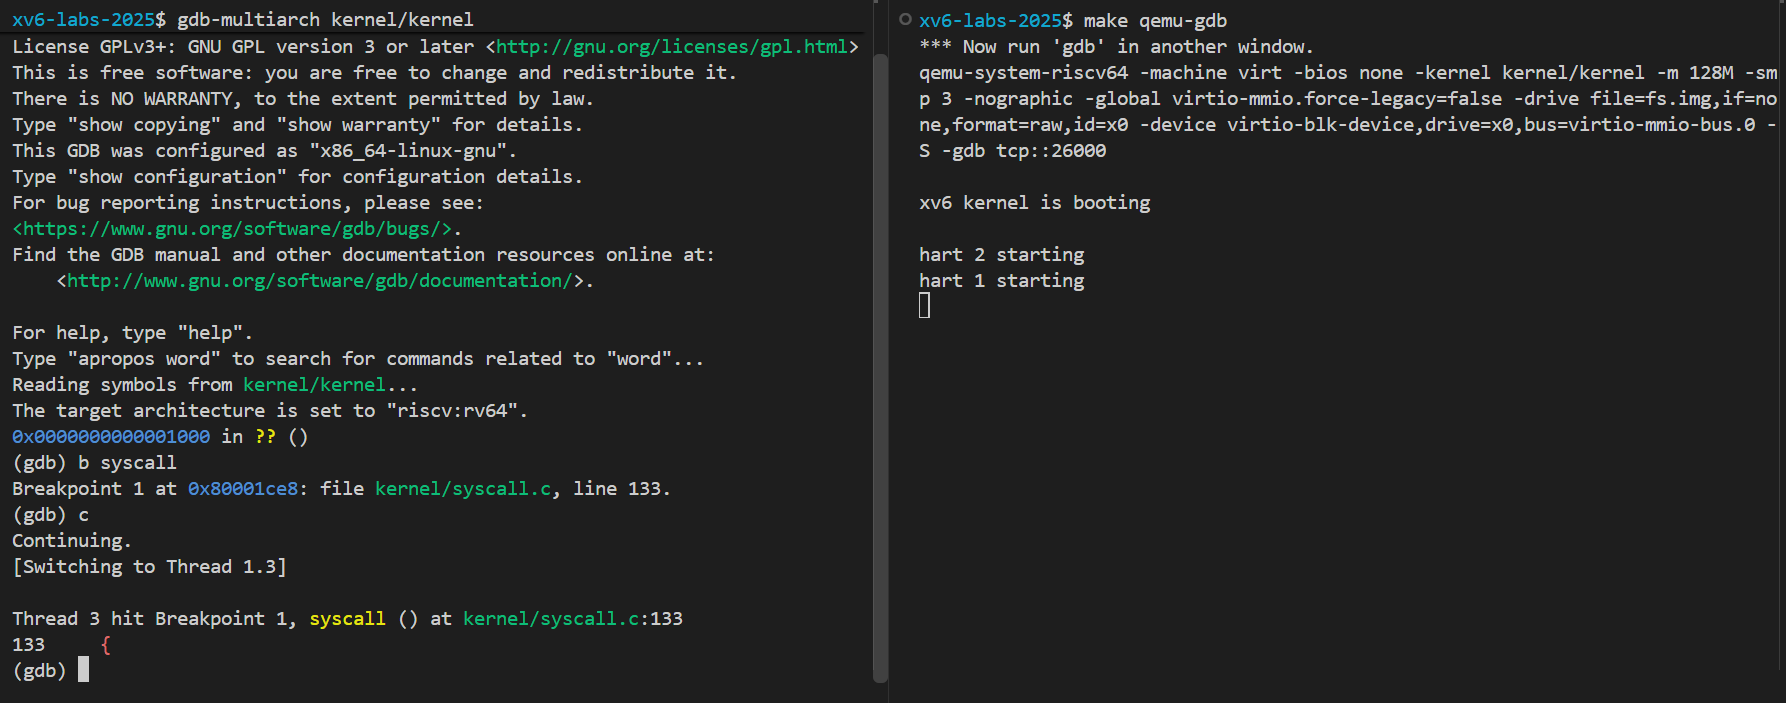 xv6-labs-2025$ gdb-multiarch kernel/kernel
License GPLv3+: GNU GPL version 3 or later <http://gnu.org/licenses/gpl.html>
This is free software: you are free to change and redistribute it.
There is NO WARRANTY, to the extent permitted by law.
Type "show copying" and "show warranty" for details.
This GDB was configured as "x86_64-linux-gnu".
Type "show configuration" for configuration details.
For bug reporting instructions, please see:
<https://www.gnu.org/software/gdb/bugs/>.
Find the GDB manual and other documentation resources online at:
    <http://www.gnu.org/software/gdb/documentation/>.

For help, type "help".
Type "apropos word" to search for commands related to "word"...
Reading symbols from kernel/kernel...
The target architecture is set to "riscv:rv64".
0x0000000000001000 in ?? ()
(gdb) b syscall
Breakpoint 1 at 0x80001ce8: file kernel/syscall.c, line 133.
(gdb) c
Continuing.
[Switching to Thread 1.3]

Thread 3 hit Breakpoint 1, syscall () at kernel/syscall.c:133
133     {
(gdb)
xv6-labs-2025$ make qemu-gdb
*** Now run 'gdb' in another window.
qemu-system-riscv64 -machine virt -bios none -kernel kernel/kernel -m 128M -sm
p 3 -nographic -global virtio-mmio.force-legacy=false -drive file=fs.img,if=no
ne,format=raw,id=x0 -device virtio-blk-device,drive=x0,bus=virtio-mmio-bus.0 -
S -gdb tcp::26000

xv6 kernel is booting

hart 2 starting
hart 1 starting